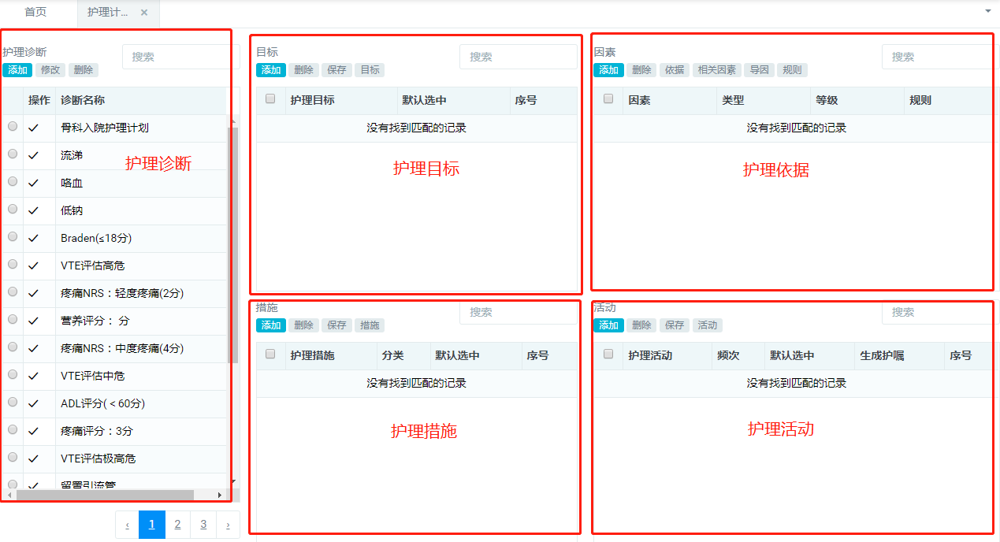 首页
护理计...
护理诊断
搜索
添加 修改 删除
操作 诊断名称
骨科入院护理计划
流涕
咯血
低钠
Braden(≤18分)
VTE评估高危
疼痛NRS：轻度疼痛(2分)
营养评分： 分
疼痛NRS：中度疼痛(4分)
VTE评估中危
ADL评分(＜60分)
疼痛评分：3分
VTE评估极高危
留置引流管
护理诊断
‹ 1 2 3 ›
目标
搜索
添加 删除 保存 目标
护理目标 默认选中 序号
没有找到匹配的记录
护理目标
因素
搜索
添加 删除 依据 相关因素 导因 规则
因素 类型 等级 规则
没有找到匹配的记录
护理依据
措施
搜索
添加 删除 保存 措施
护理措施 分类 默认选中 序号
没有找到匹配的记录
护理措施
活动
搜索
添加 删除 保存 活动
护理活动 频次 默认选中 生成护嘱 序号
没有找到匹配的记录
护理活动